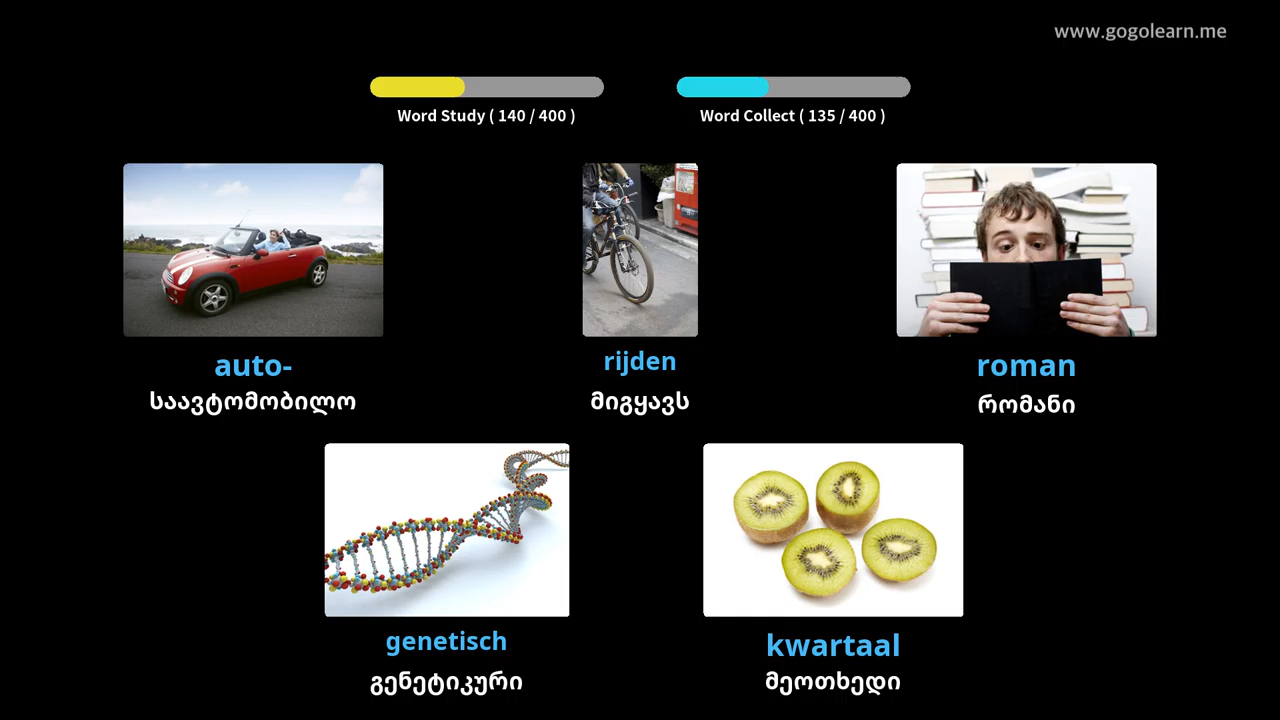 www.gogolearn.me
Word Study ( 140 / 400 )
Word Collect ( 135 / 400 )
auto-
საავტომობილო
rijden
მიგყავს
roman
რომანი
genetisch
გენეტიკური
kwartaal
მეოთხედი